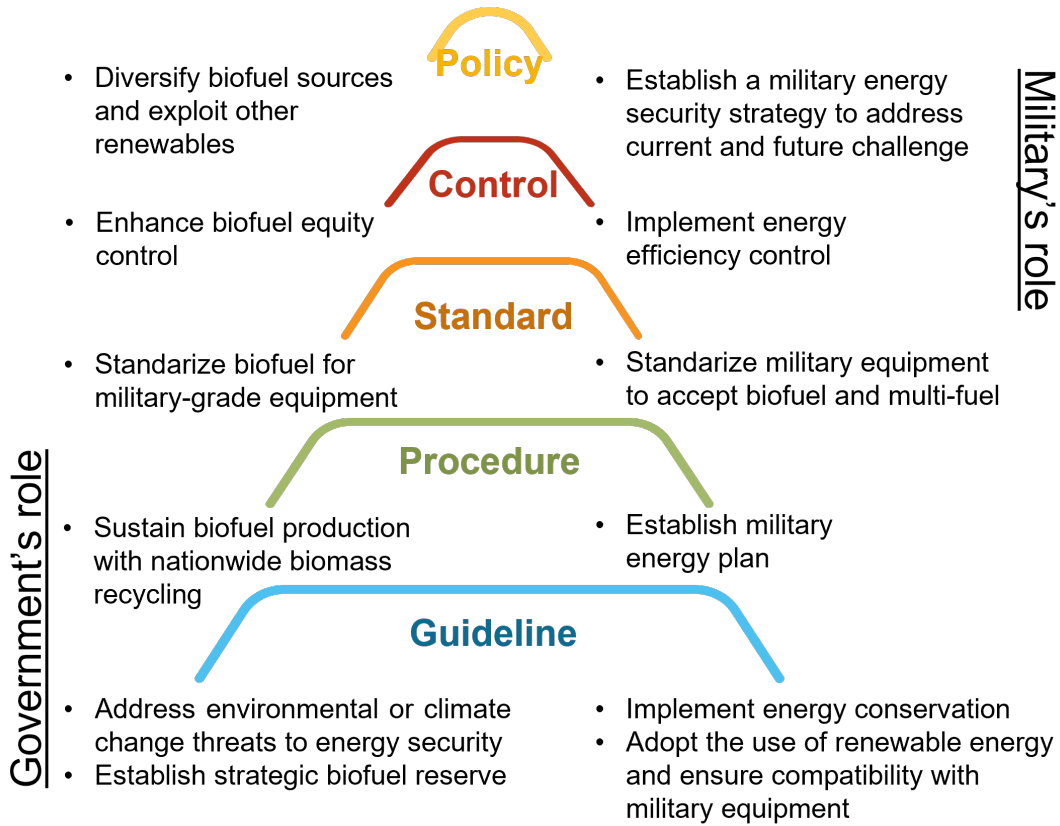 Policy
• Diversify biofuel sources
and exploit other
renewables
• Establish a military energy
security strategy to address
current and future challenge
Military's role
Control
• Enhance biofuel equity
control
• Implement energy
efficiency control
Standard
• Standarize biofuel for
military-grade equipment
• Standarize military equipment
to accept biofuel and multi-fuel
Government's role
Procedure
• Sustain biofuel production
with nationwide biomass
recycling
• Establish military
energy plan
Guideline
• Address environmental or climate
change threats to energy security
• Establish strategic biofuel reserve
• Implement energy conservation
• Adopt the use of renewable energy
and ensure compatibility with
military equipment